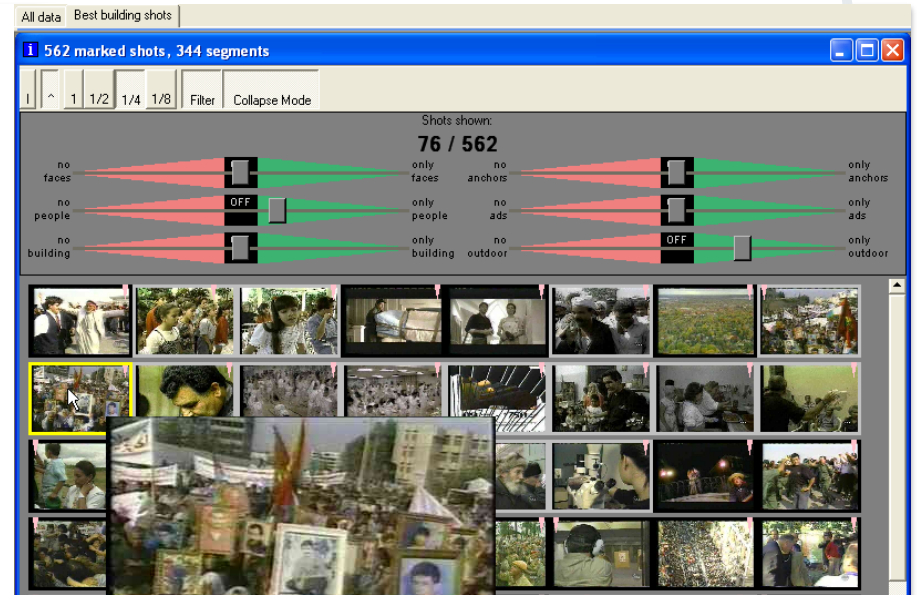 All data Best building shots
i 562 marked shots, 344 segments
I ^ 1 1/2 1/4 1/8 Filter Collapse Mode
Shots shown:
76 / 562
no faces only faces no anchors only anchors
no people OFF only people no ads only ads
no building only building no outdoor OFF only outdoor